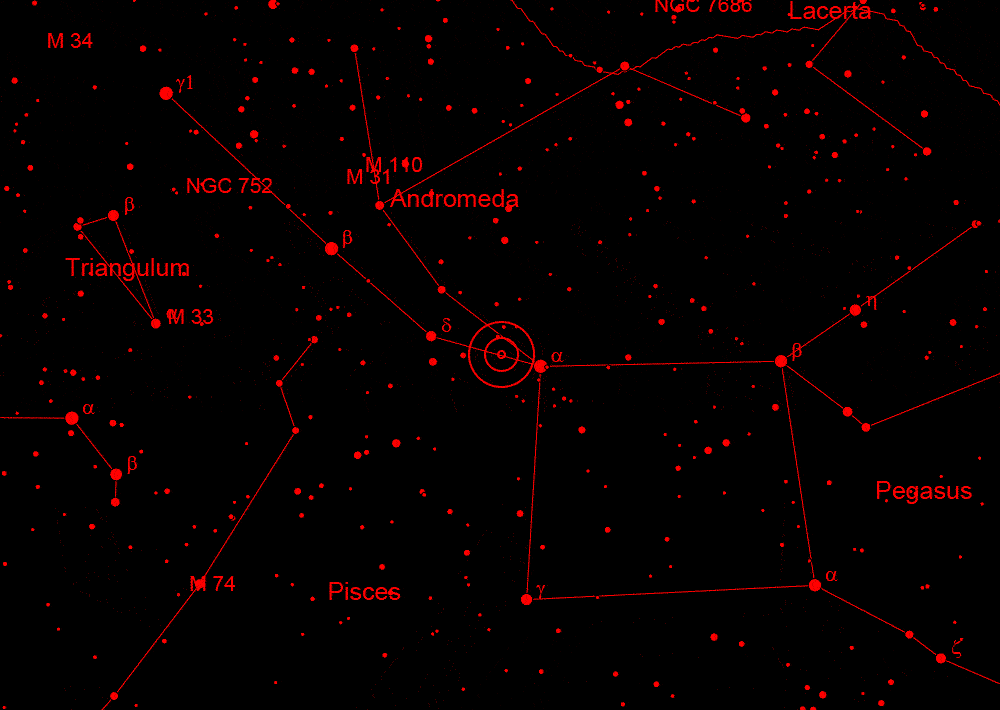 NGC 7686
Lacerta
M 34
γ1
M 110
M 31
NGC 752
Andromeda
β
β
Triangulum
η
α
M 33
δ
α
β
α
β
Pegasus
α
M 74
Pisces
γ
ζ